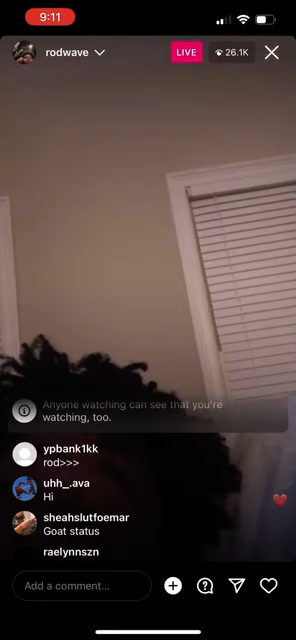 9:11
rodwave
LIVE
26.1K
Anyone watching can see that you're
watching, too.
ypbank1kk
rod>>>
uhh_.ava
Hi
sheahslutfoemar
Goat status
raelynnszn
Add a comment...